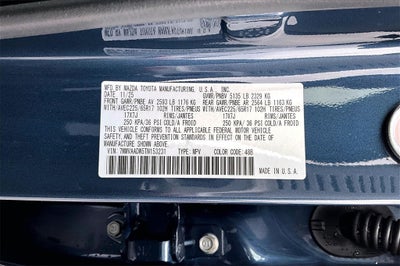 MFD BY MAZDA TOYOTA MANUFACTURING, U.S.A., INC.
DATE: 11/25 GVWR/PNBV 5135 LB 2329 KG
FRONT GAWR/PNBE AV 2593 LB 1176 KG REAR GAWR/PNBE AR 2564 LB 1163 KG
WITH/AVEC225/65R17 102H TIRES/PNEUS WITH/AVEC225/65R17 102H TIRES/PNEUS
17X7J RIMS/JANTES 17X7J RIMS/JANTES
250 KPA/36 PSI COLD/A FROID 250 KPA/36 PSI COLD/A FROID
THIS VEHICLE CONFORMS TO ALL APPLICABLE FEDERAL MOTOR VEHICLE
SAFETY AND THEFT PREVENTION STANDARDS IN EFFECT ON THE DATE OF
MANUFACTURE SHOWN ABOVE.
TYPE: MPV COLOR CODE: 48B
MADE IN U.S.A.